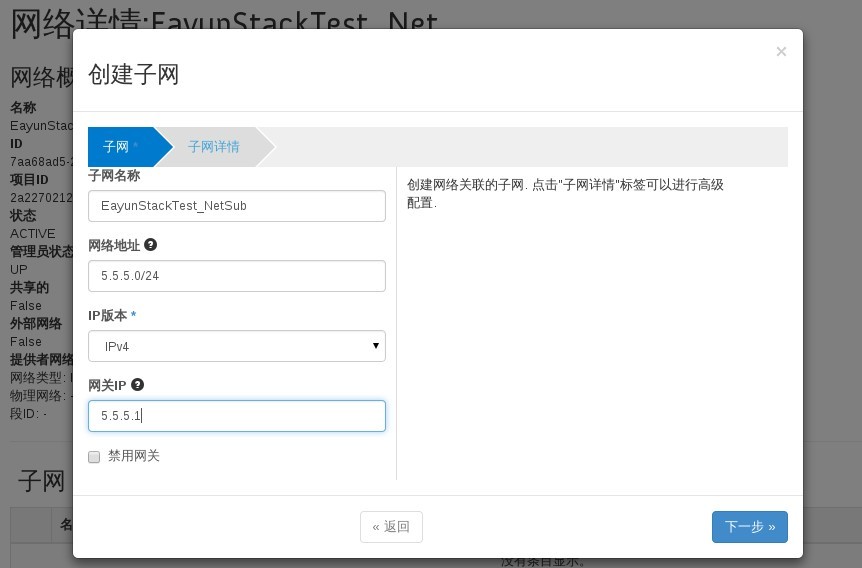 网络详情:EayunStackTest_Net
×
网络概
创建子网
名称
EayunStac
ID
7aa68ad5-2
项目ID
2a2270212
状态
ACTIVE
管理员状态
UP
共享的
False
外部网络
False
提供者网络
网络类型:
物理网络: -
段ID: -
子网 *
子网详情
子网名称
EayunStackTest_NetSub
网络地址
5.5.5.0/24
IP版本 *
IPv4
网关IP
5.5.5.1
禁用网关
创建网络关联的子网. 点击"子网详情"标签可以进行高级
配置.
子网
名
« 返回
下一步 »
没有条目显示。